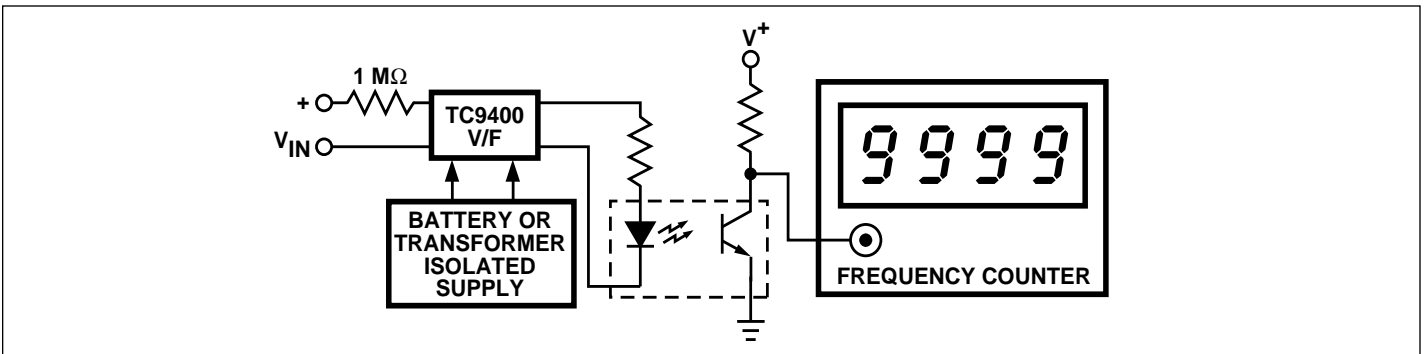 V+
1 MΩ
+
TC9400
V/F
VIN
9999
BATTERY OR
TRANSFORMER
ISOLATED
SUPPLY
FREQUENCY COUNTER